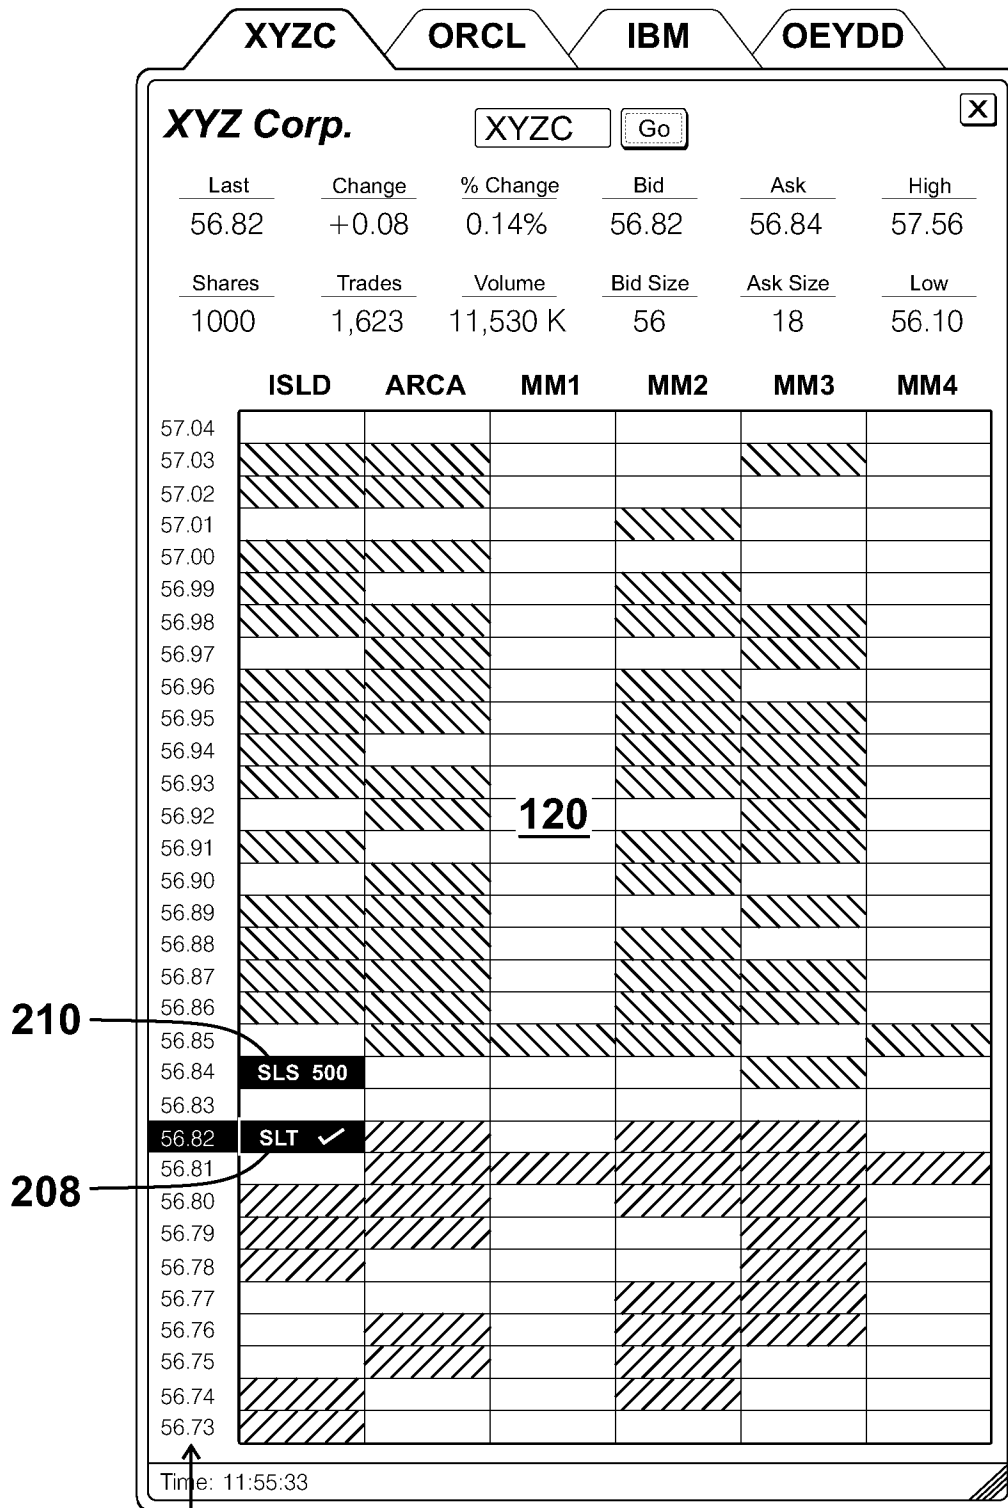 XYZC ORCL IBM OEYDD
X
XYZ Corp. XYZC Go
Last Change % Change Bid Ask High
56.82 +0.08 0.14% 56.82 56.84 57.56
Shares Trades Volume Bid Size Ask Size Low
1000 1,623 11,530 K 56 18 56.10
ISLD ARCA MM1 MM2 MM3 MM4
57.04
57.03
57.02
57.01
57.00
56.99
56.98
56.97
56.96
56.95
56.94
56.93
56.92 120
56.91
56.90
56.89
56.88
56.87
56.86
210
56.85
56.84 SLS 500
56.83
56.82 SLT ✓
56.81
208
56.80
56.79
56.78
56.77
56.76
56.75
56.74
56.73
Time: 11:55:33